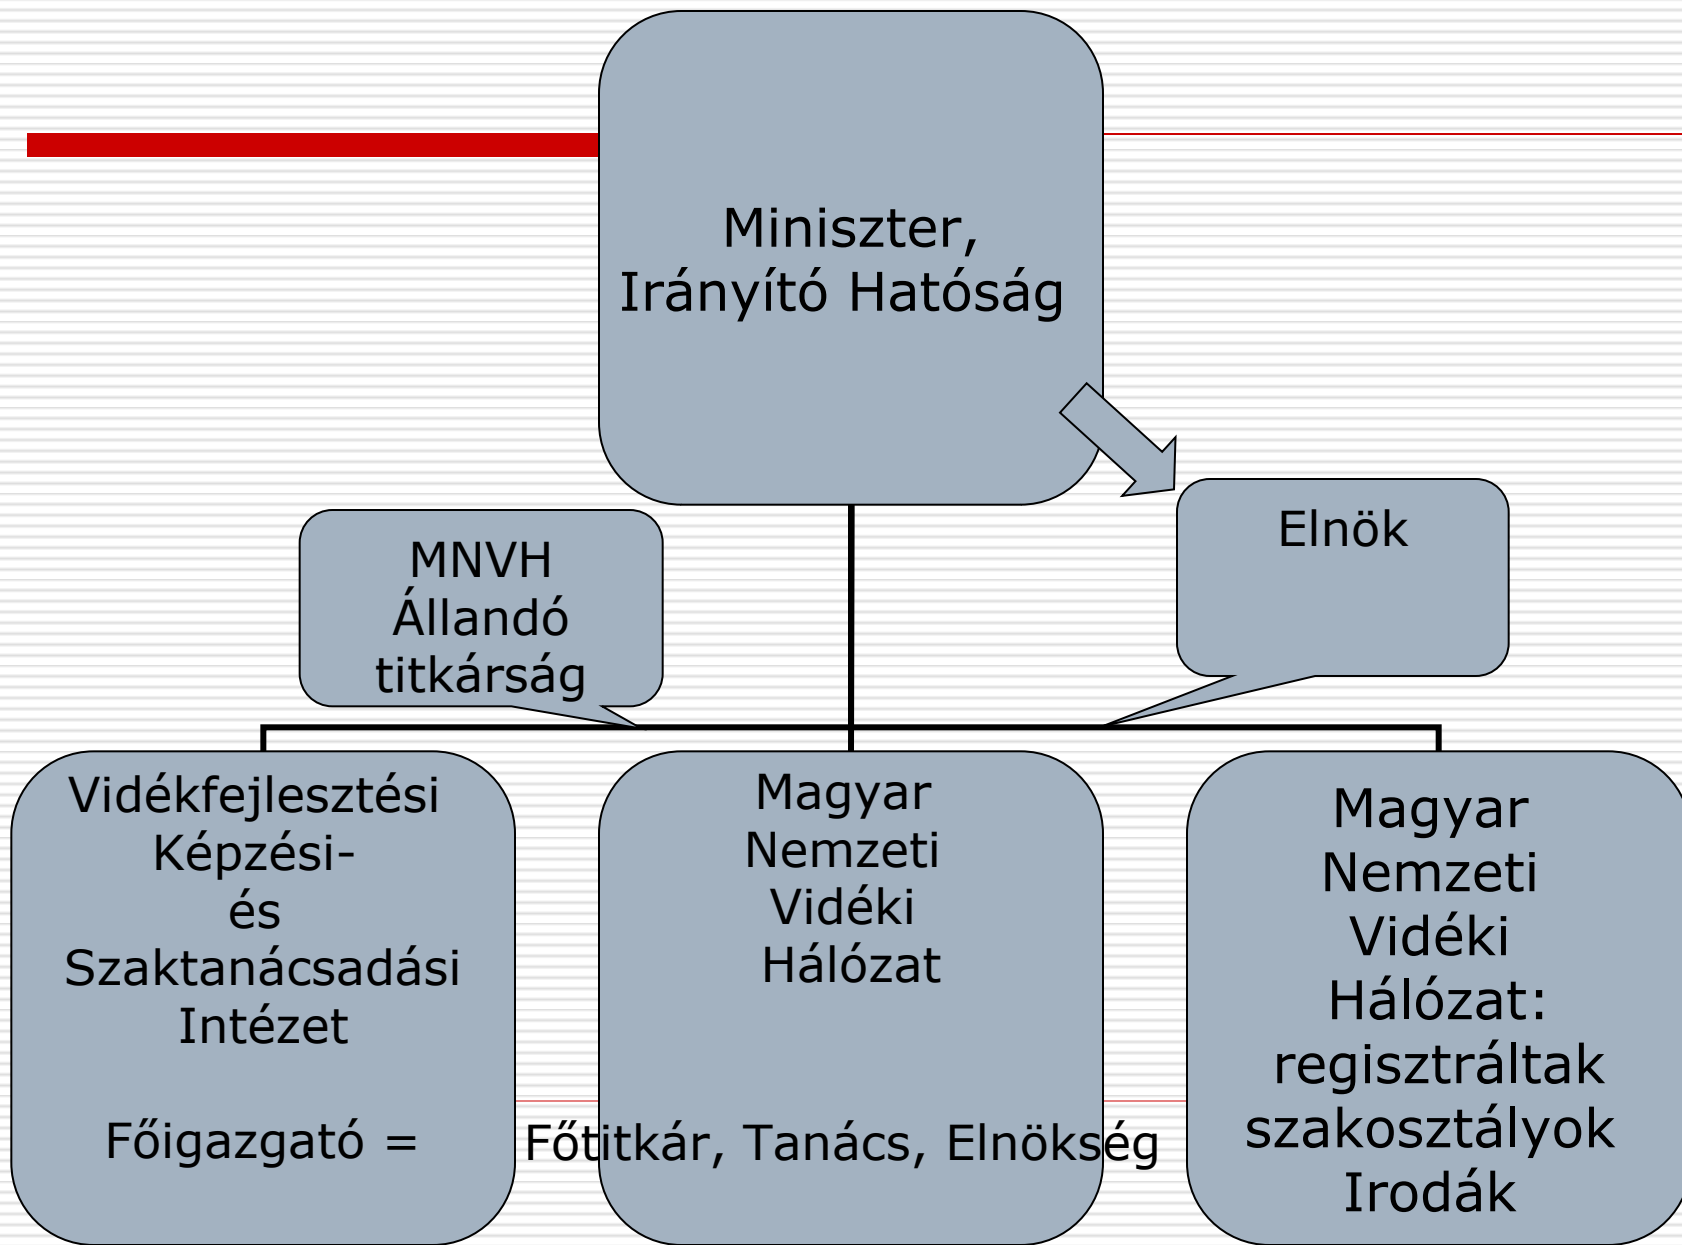 Miniszter,
Irányító Hatóság
MNVH
Állandó
titkárság
Elnök
Vidékfejlesztési
Képzési-
és
Szaktanácsadási
Intézet
Főigazgató =
Magyar
Nemzeti
Vidéki
Hálózat
Főtitkár, Tanács, Elnökség
Magyar
Nemzeti
Vidéki
Hálózat:
regisztráltak
szakosztályok
Irodák